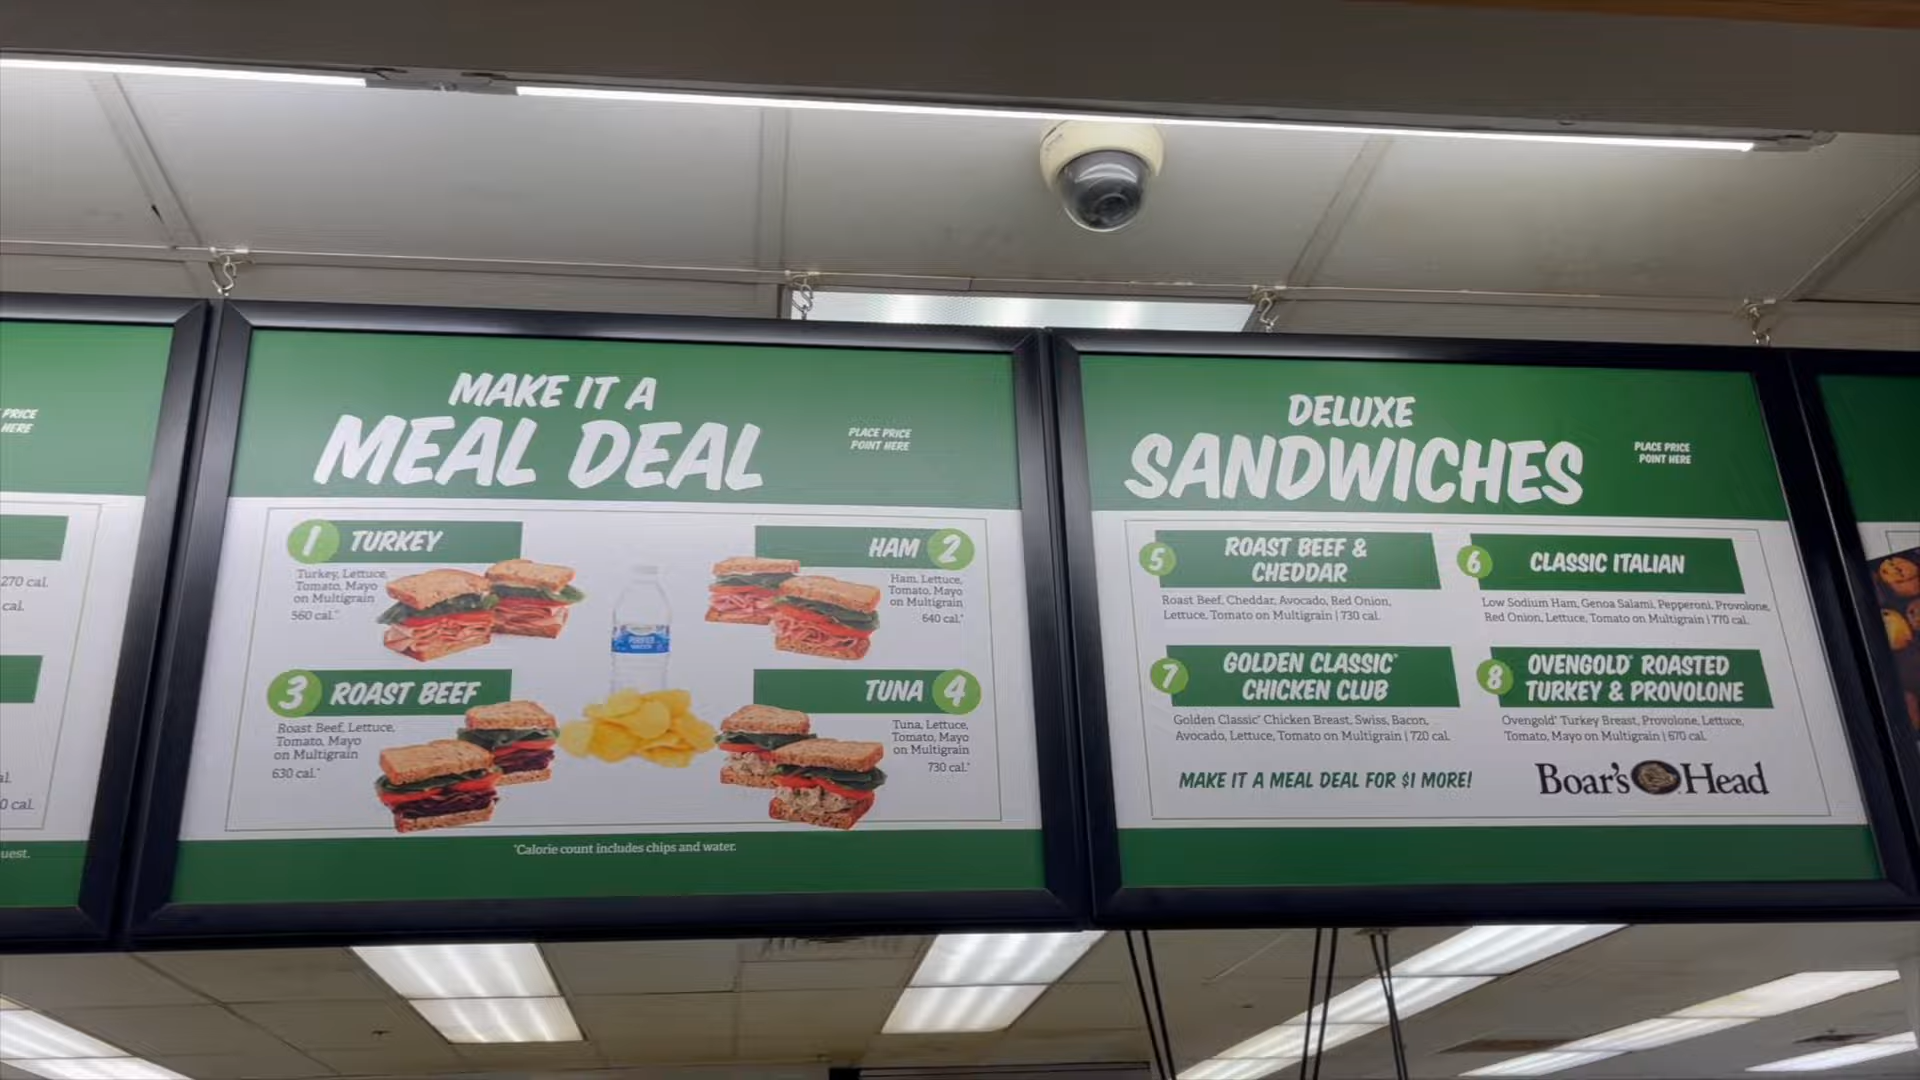 PRICE
HERE
270 cal.
cal.
0 cal.
uest.
MAKE IT A
MEAL DEAL
PLACE PRICE
POINT HERE
1 TURKEY
Turkey, Lettuce,
Tomato, Mayo
on Multigrain
560 cal.*
HAM 2
Ham, Lettuce,
Tomato, Mayo
on Multigrain
640 cal.*
3 ROAST BEEF
Roast Beef, Lettuce,
Tomato, Mayo
on Multigrain
630 cal.*
TUNA 4
Tuna, Lettuce,
Tomato, Mayo
on Multigrain
730 cal.*
*Calorie count includes chips and water.
DELUXE
SANDWICHES
PLACE PRICE
POINT HERE
5 ROAST BEEF &
CHEDDAR
Roast Beef, Cheddar, Avocado, Red Onion,
Lettuce, Tomato on Multigrain | 730 cal.
6 CLASSIC ITALIAN
Low Sodium Ham, Genoa Salami, Pepperoni, Provolone,
Red Onion, Lettuce, Tomato on Multigrain | 770 cal.
7 GOLDEN CLASSIC®
CHICKEN CLUB
Golden Classic® Chicken Breast, Swiss, Bacon,
Avocado, Lettuce, Tomato on Multigrain | 720 cal.
8 OVENGOLD® ROASTED
TURKEY & PROVOLONE
Ovengold® Turkey Breast, Provolone, Lettuce,
Tomato, Mayo on Multigrain | 670 cal.
MAKE IT A MEAL DEAL FOR $1 MORE!
Boar's Head